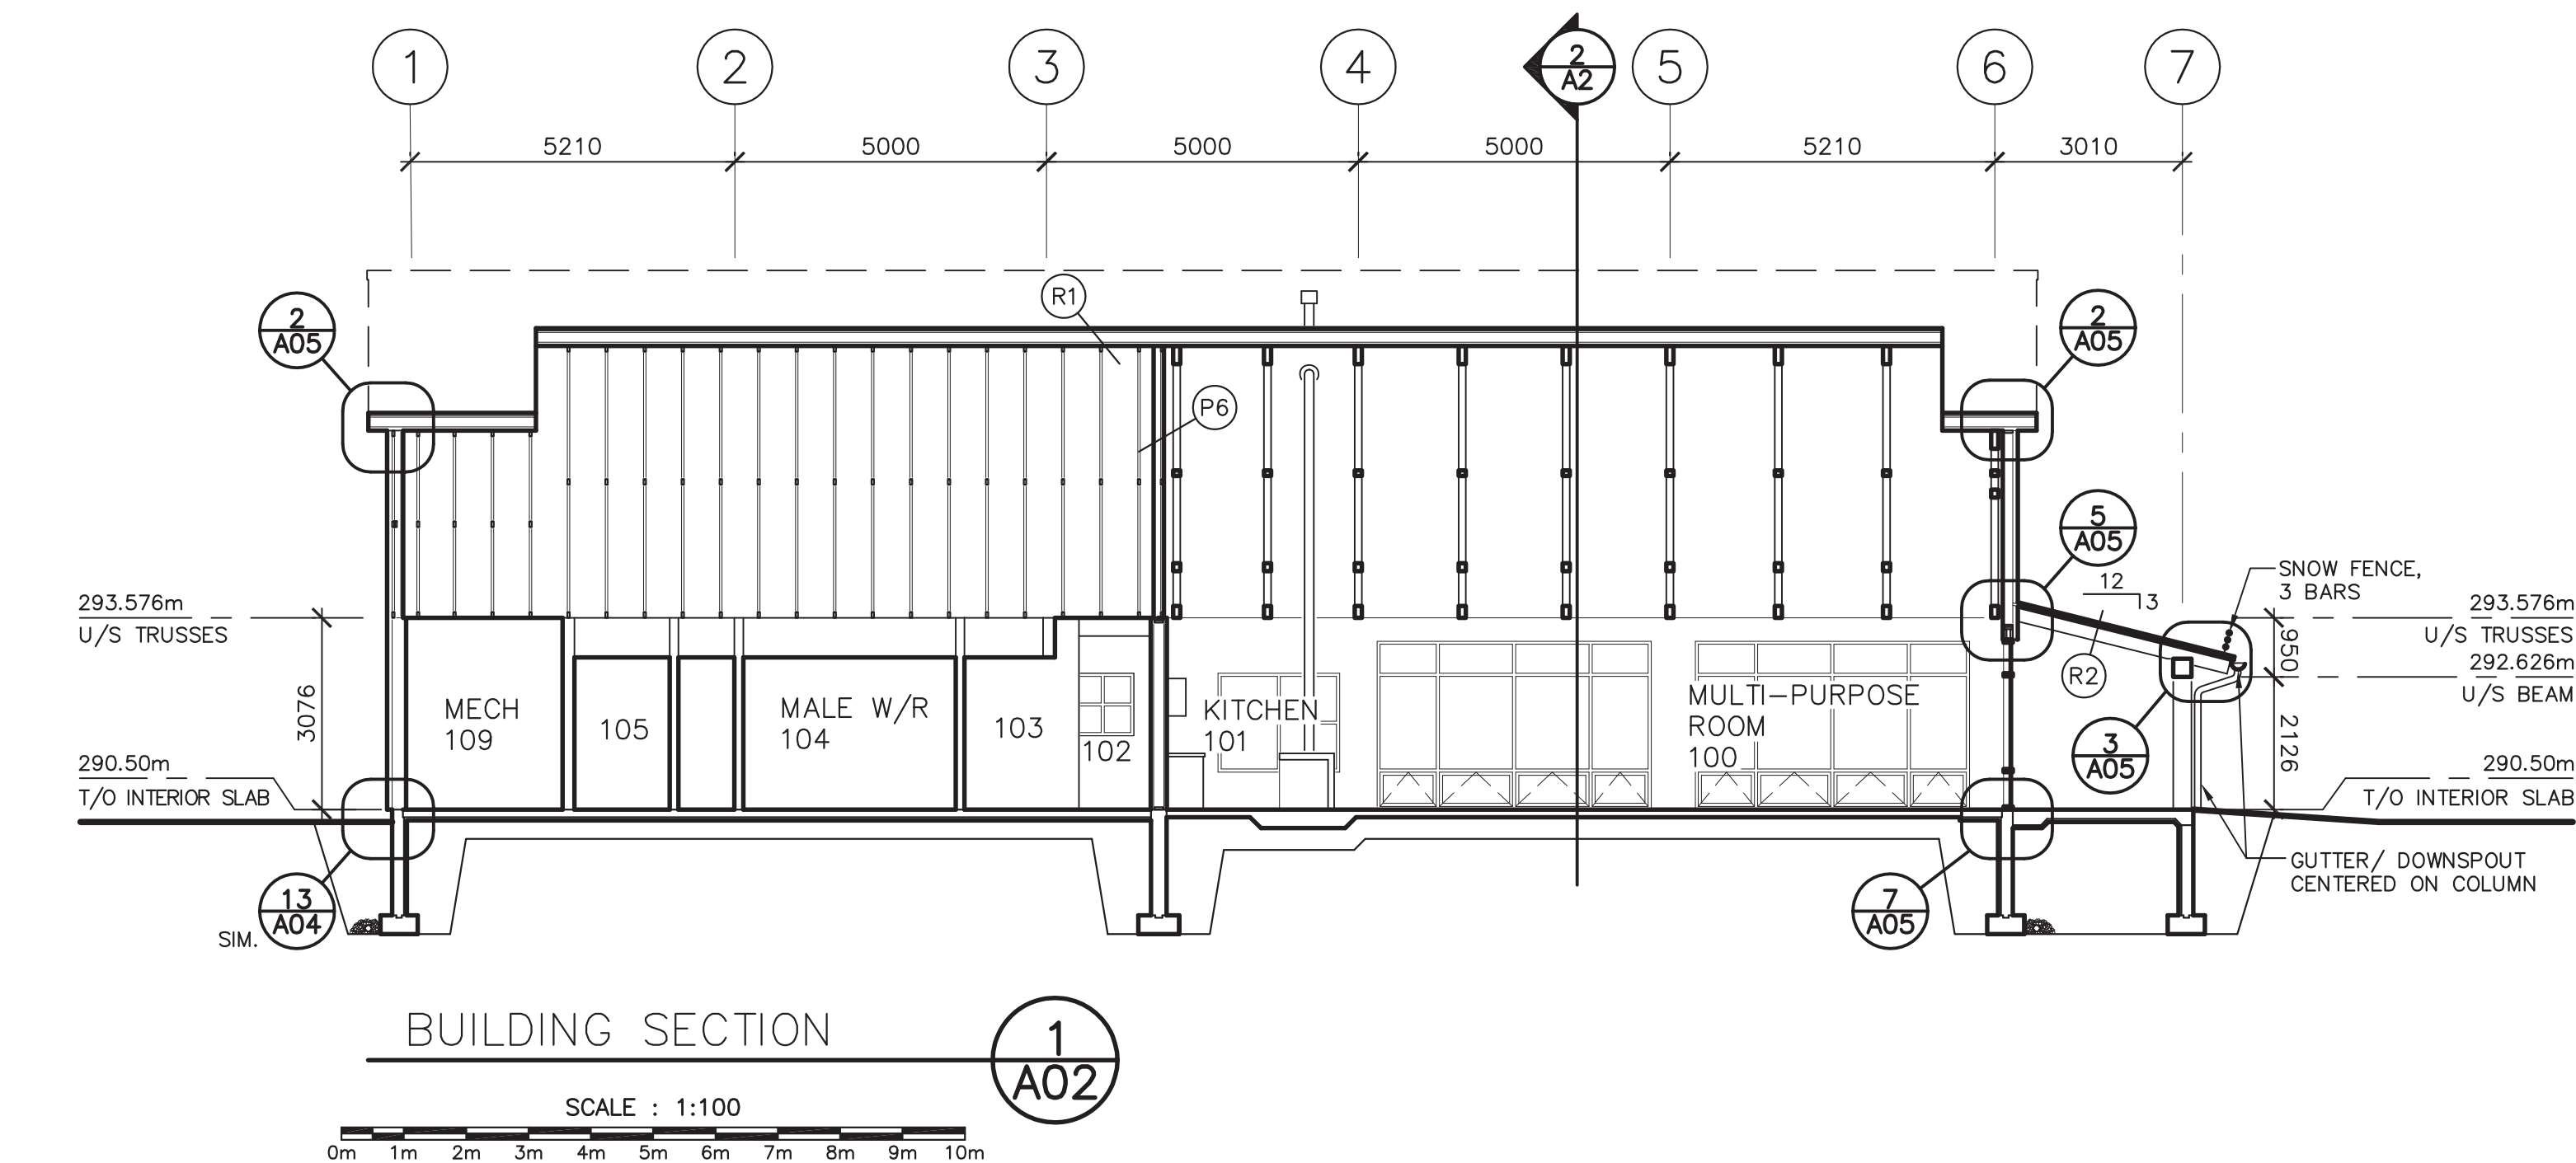 1
2
3
4
2
A2
5
6
7
5210
5000
5000
5000
5210
3010
R1
2
A05
2
A05
P6
5
A05
12
3
SNOW FENCE,
3 BARS
293.576m
U/S TRUSSES
293.576m
U/S TRUSSES
950
292.626m
U/S BEAM
R2
3076
MECH
109
105
MALE W/R
104
103
102
KITCHEN
101
MULTI-PURPOSE
ROOM
100
3
A05
2126
290.50m
T/O INTERIOR SLAB
290.50m
T/O INTERIOR SLAB
GUTTER/ DOWNSPOUT
CENTERED ON COLUMN
13
A04
SIM.
7
A05
BUILDING SECTION
1
A02
SCALE : 1:100
0m 1m 2m 3m 4m 5m 6m 7m 8m 9m 10m